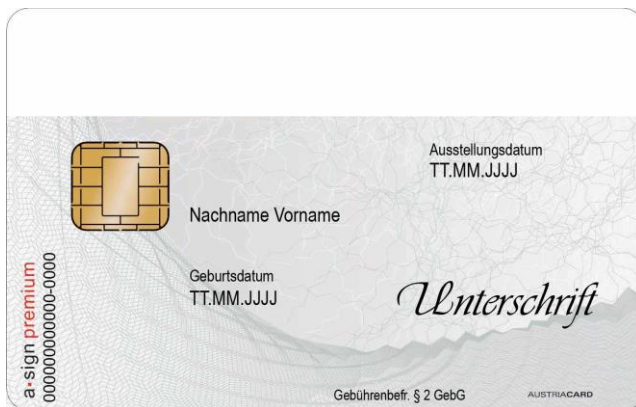 Ausstellungsdatum
TT.MM.JJJJ
Nachname Vorname
Geburtsdatum
TT.MM.JJJJ
Unterschrift
a•sign premium
000000000000-0000
Gebührenbefr. § 2 GebG
AUSTRIACARD